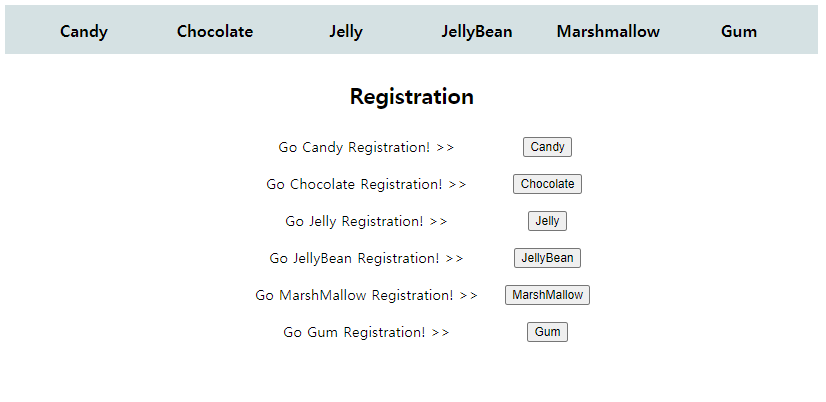 Candy Chocolate Jelly JellyBean Marshmallow Gum
Registration
Go Candy Registration! >> Candy
Go Chocolate Registration! >> Chocolate
Go Jelly Registration! >> Jelly
Go JellyBean Registration! >> JellyBean
Go MarshMallow Registration! >> MarshMallow
Go Gum Registration! >> Gum